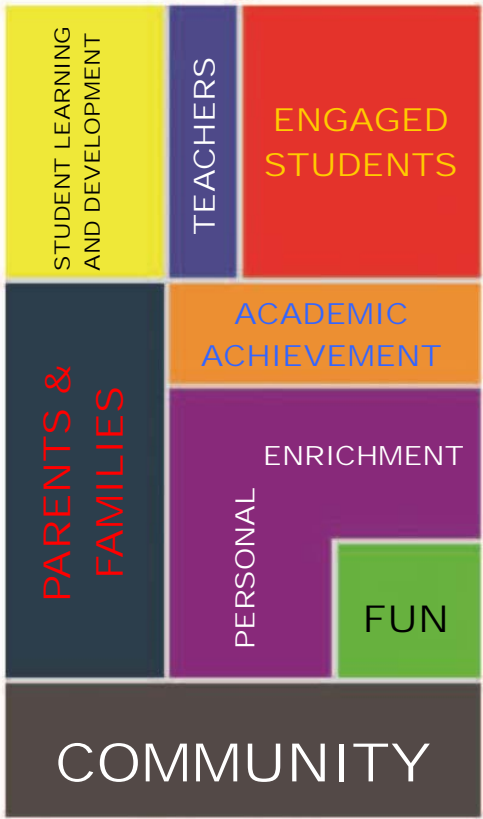 STUDENT LEARNING
AND DEVELOPMENT
TEACHERS
ENGAGED
STUDENTS
PARENTS &
FAMILIES
ACADEMIC
ACHIEVEMENT
PERSONAL
ENRICHMENT
FUN
COMMUNITY